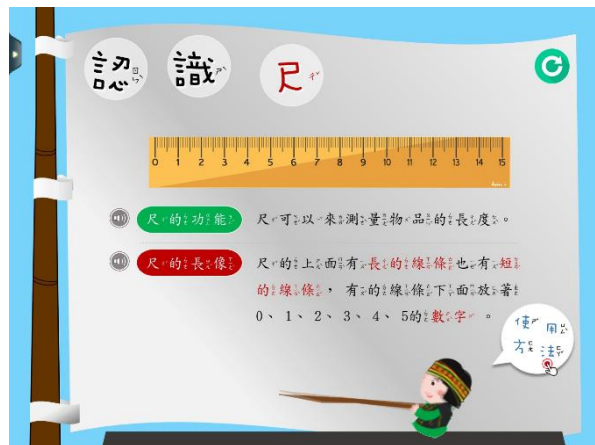 認識 尺
0 1 2 3 4 5 6 7 8 9 10 11 12 13 14 15
尺的功能
尺可以來測量物品的長度。
尺的長像
尺的上面有長的線條也有短
的線條，有的線條下面放著
0、1、2、3、4、5的數字。
使用
方法